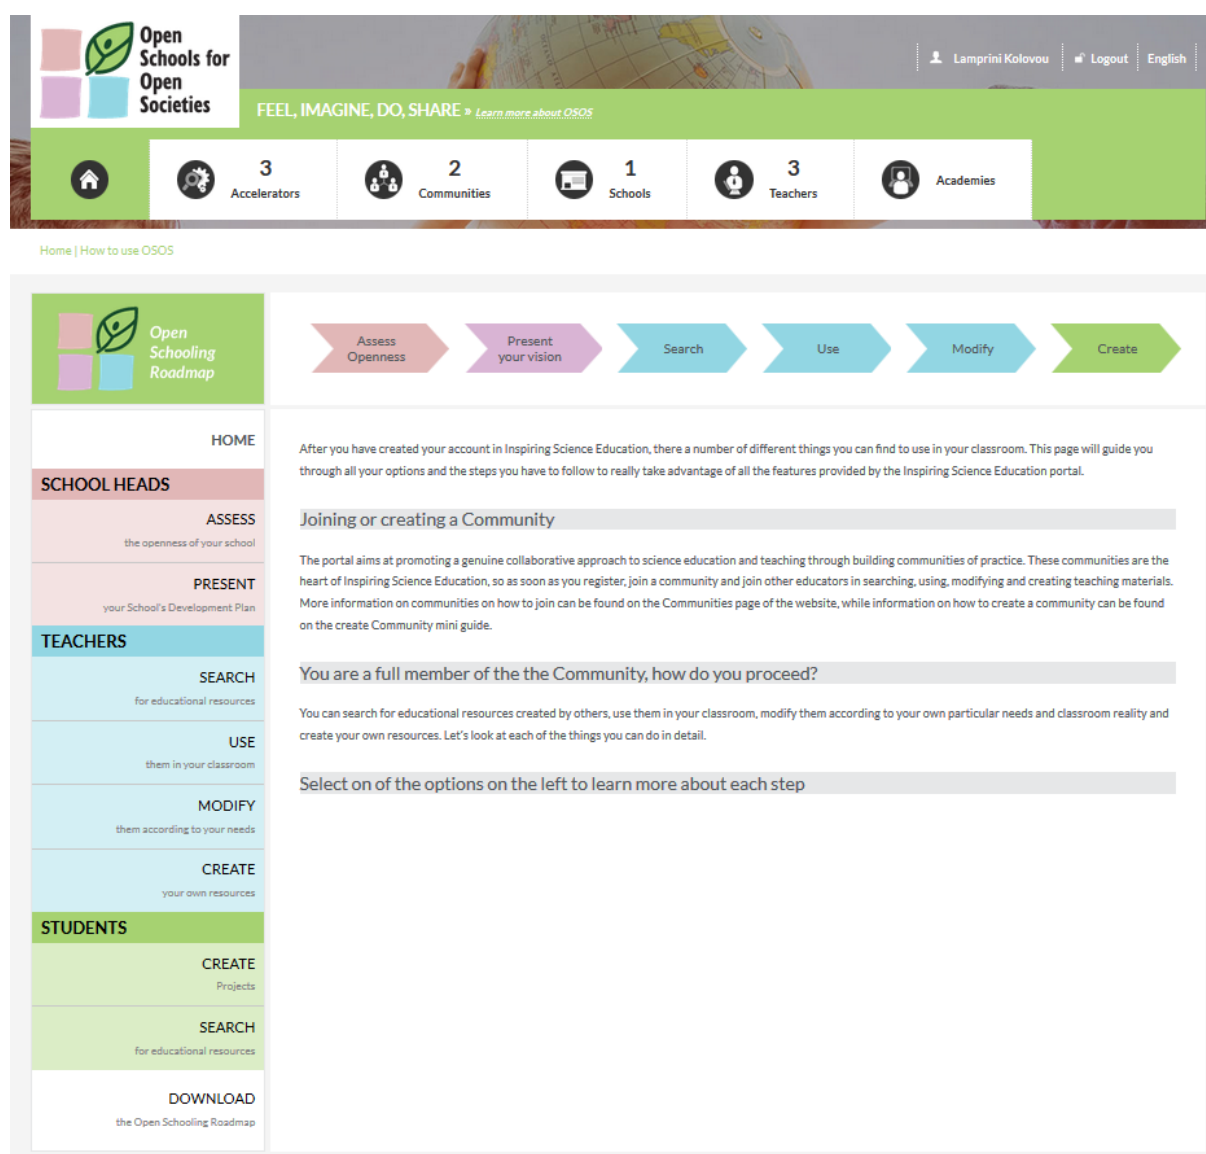 Open
Schools for
Open
Societies
Lamprini Kolovou
Logout
English
FEEL, IMAGINE, DO, SHARE » Learn more about OSOS
3
Accelerators
2
Communities
1
Schools
3
Teachers
Academies
Home | How to use OSOS
Open
Schooling
Roadmap
Assess
Openness
Present
your vision
Search
Use
Modify
Create
HOME
SCHOOL HEADS
ASSESS
the openness of your school
PRESENT
your School's Development Plan
TEACHERS
SEARCH
for educational resources
USE
them in your classroom
MODIFY
them according to your needs
CREATE
your own resources
STUDENTS
CREATE
Projects
SEARCH
for educational resources
DOWNLOAD
the Open Schooling Roadmap
After you have created your account in Inspiring Science Education, there a number of different things you can find to use in your classroom. This page will guide you
through all your options and the steps you have to follow to really take advantage of all the features provided by the Inspiring Science Education portal.
Joining or creating a Community
The portal aims at promoting a genuine collaborative approach to science education and teaching through building communities of practice. These communities are the
heart of Inspiring Science Education, so as soon as you register, join a community and join other educators in searching, using, modifying and creating teaching materials.
More information on communities on how to join can be found on the Communities page of the website, while information on how to create a community can be found
on the create Community mini guide.
You are a full member of the the Community, how do you proceed?
You can search for educational resources created by others, use them in your classroom, modify them according to your own particular needs and classroom reality and
create your own resources. Let's look at each of the things you can do in detail.
Select on of the options on the left to learn more about each step